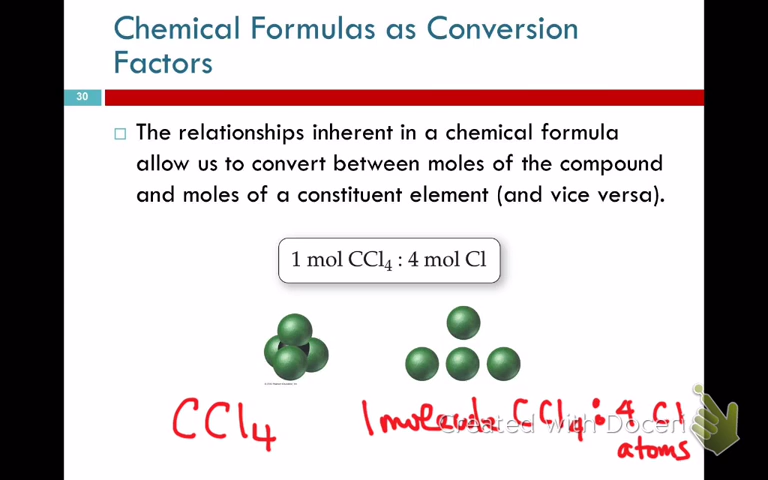 Chemical Formulas as Conversion
Factors
30
The relationships inherent in a chemical formula
allow us to convert between moles of the compound
and moles of a constituent element (and vice versa).
1 mol CCl₄ : 4 mol Cl
CCl₄
1 molecule CCl₄ : 4 Cl
atoms
Created with Doceri